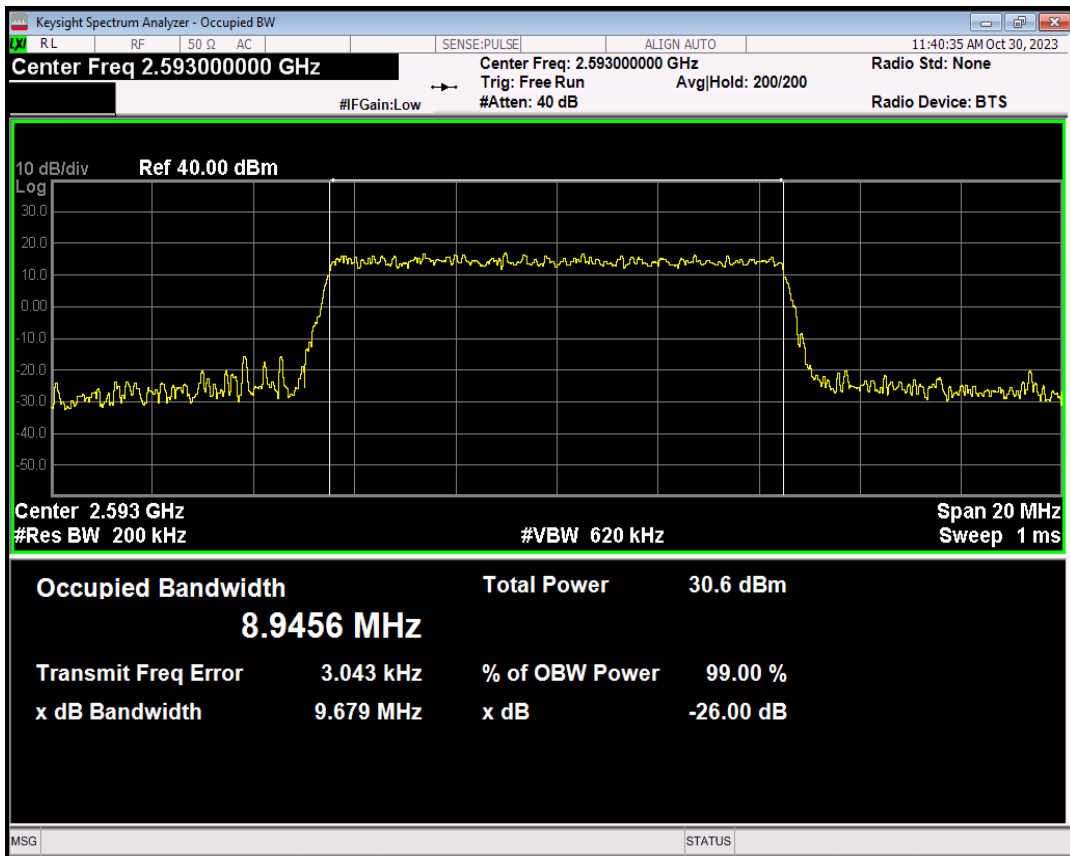 Keysight Spectrum Analyzer - Occupied BW
LXI RL RF 50 Ω AC SENSE:PULSE ALIGN AUTO 11:40:35 AM Oct 30, 2023
Center Freq 2.593000000 GHz Center Freq: 2.593000000 GHz Radio Std: None
Trig: Free Run Avg|Hold: 200/200
#IFGain:Low #Atten: 40 dB Radio Device: BTS
10 dB/div Ref 40.00 dBm
Log
30.0
20.0
10.0
0.00
-10.0
-20.0
-30.0
-40.0
-50.0
Center 2.593 GHz Span 20 MHz
#Res BW 200 kHz #VBW 620 kHz Sweep 1 ms
Occupied Bandwidth Total Power 30.6 dBm
8.9456 MHz
Transmit Freq Error 3.043 kHz % of OBW Power 99.00 %
x dB Bandwidth 9.679 MHz x dB -26.00 dB
MSG STATUS